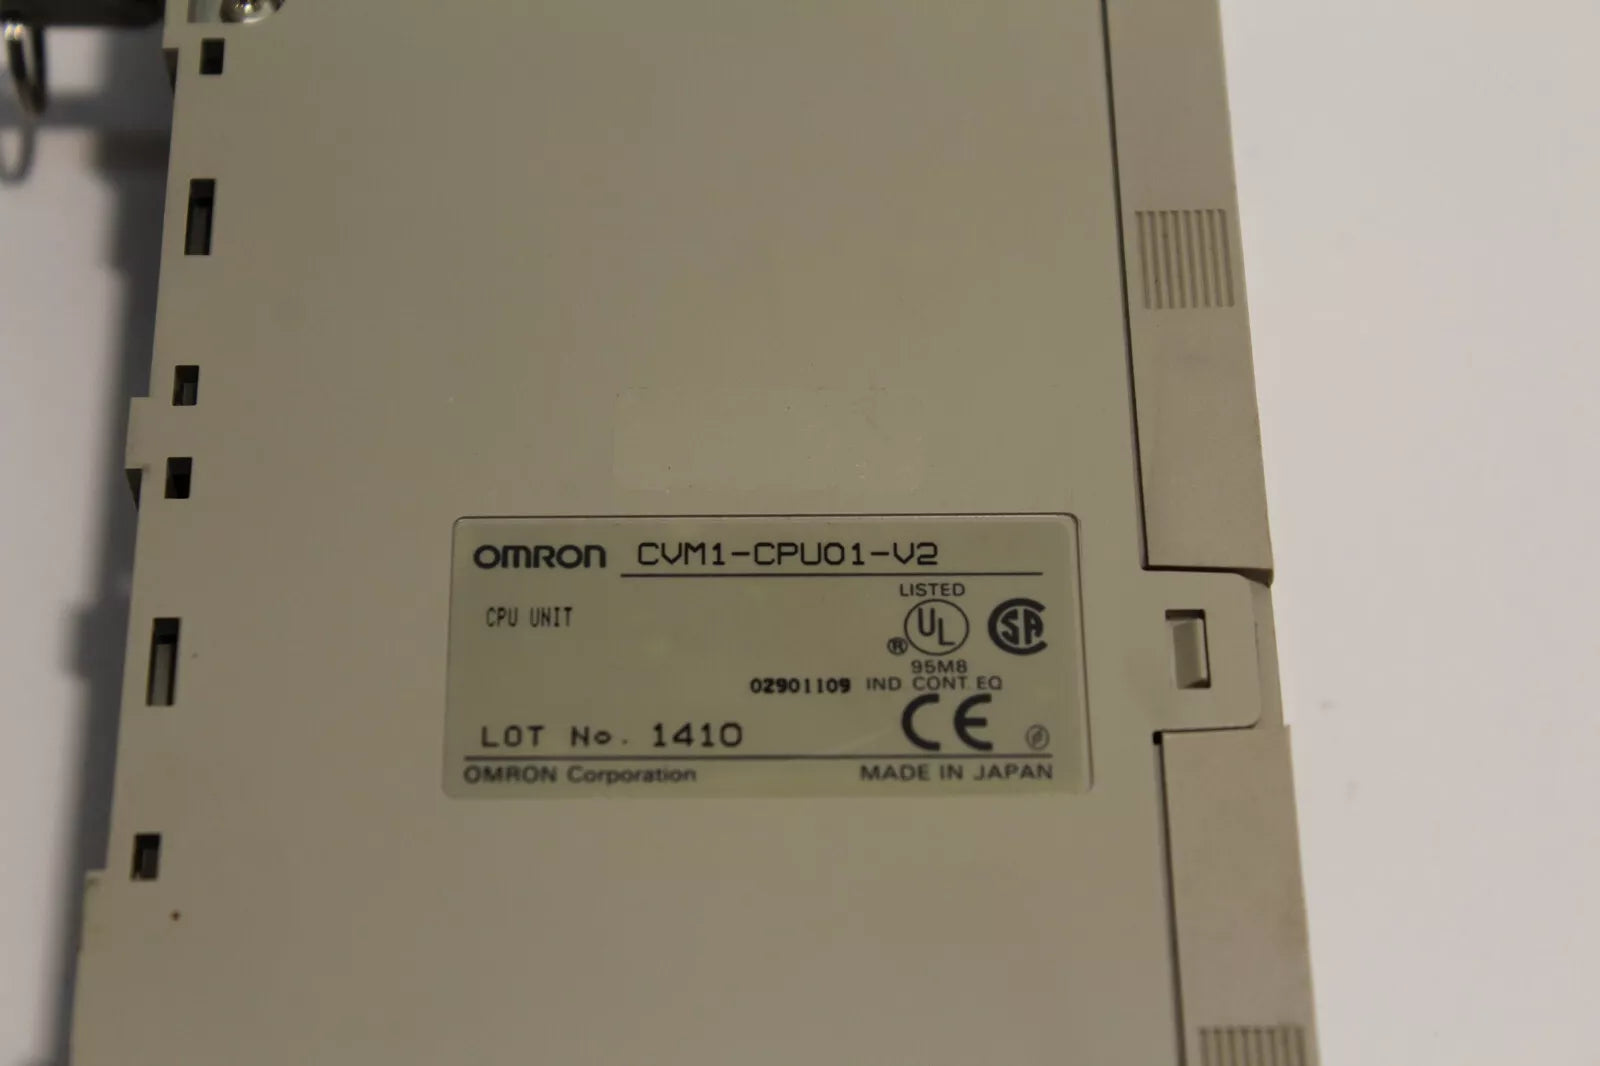 OMRON CVM1-CPU01-V2
LISTED
CPU UNIT
UL
SA
®
95M8
02901109 IND. CONT. EQ
CE
LOT No. 1410
OMRON Corporation MADE IN JAPAN